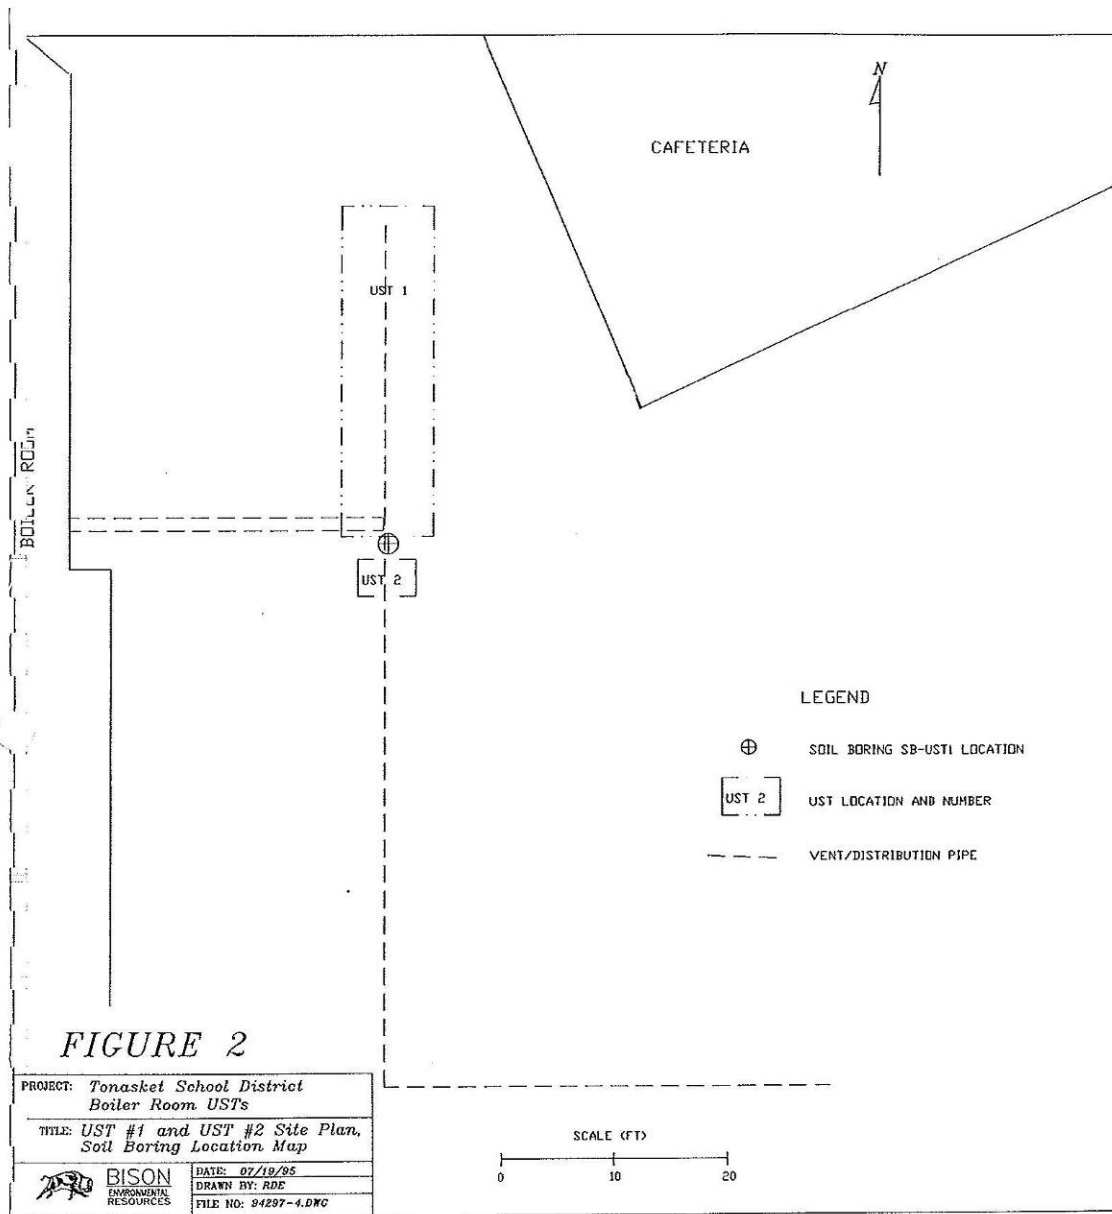 N
CAFETERIA
UST 1
BOILER ROOM
UST 2
LEGEND
SOIL BORING SB-UST1 LOCATION
UST 2 UST LOCATION AND NUMBER
VENT/DISTRIBUTION PIPE
FIGURE 2
PROJECT: Tonasket School District
Boiler Room USTs
TITLE: UST #1 and UST #2 Site Plan,
Soil Boring Location Map
BISON
ENVIRONMENTAL
RESOURCES
DATE: 07/19/95
DRAWN BY: RDE
FILE NO: 94297-4.DWG
SCALE (FT)
0 10 20